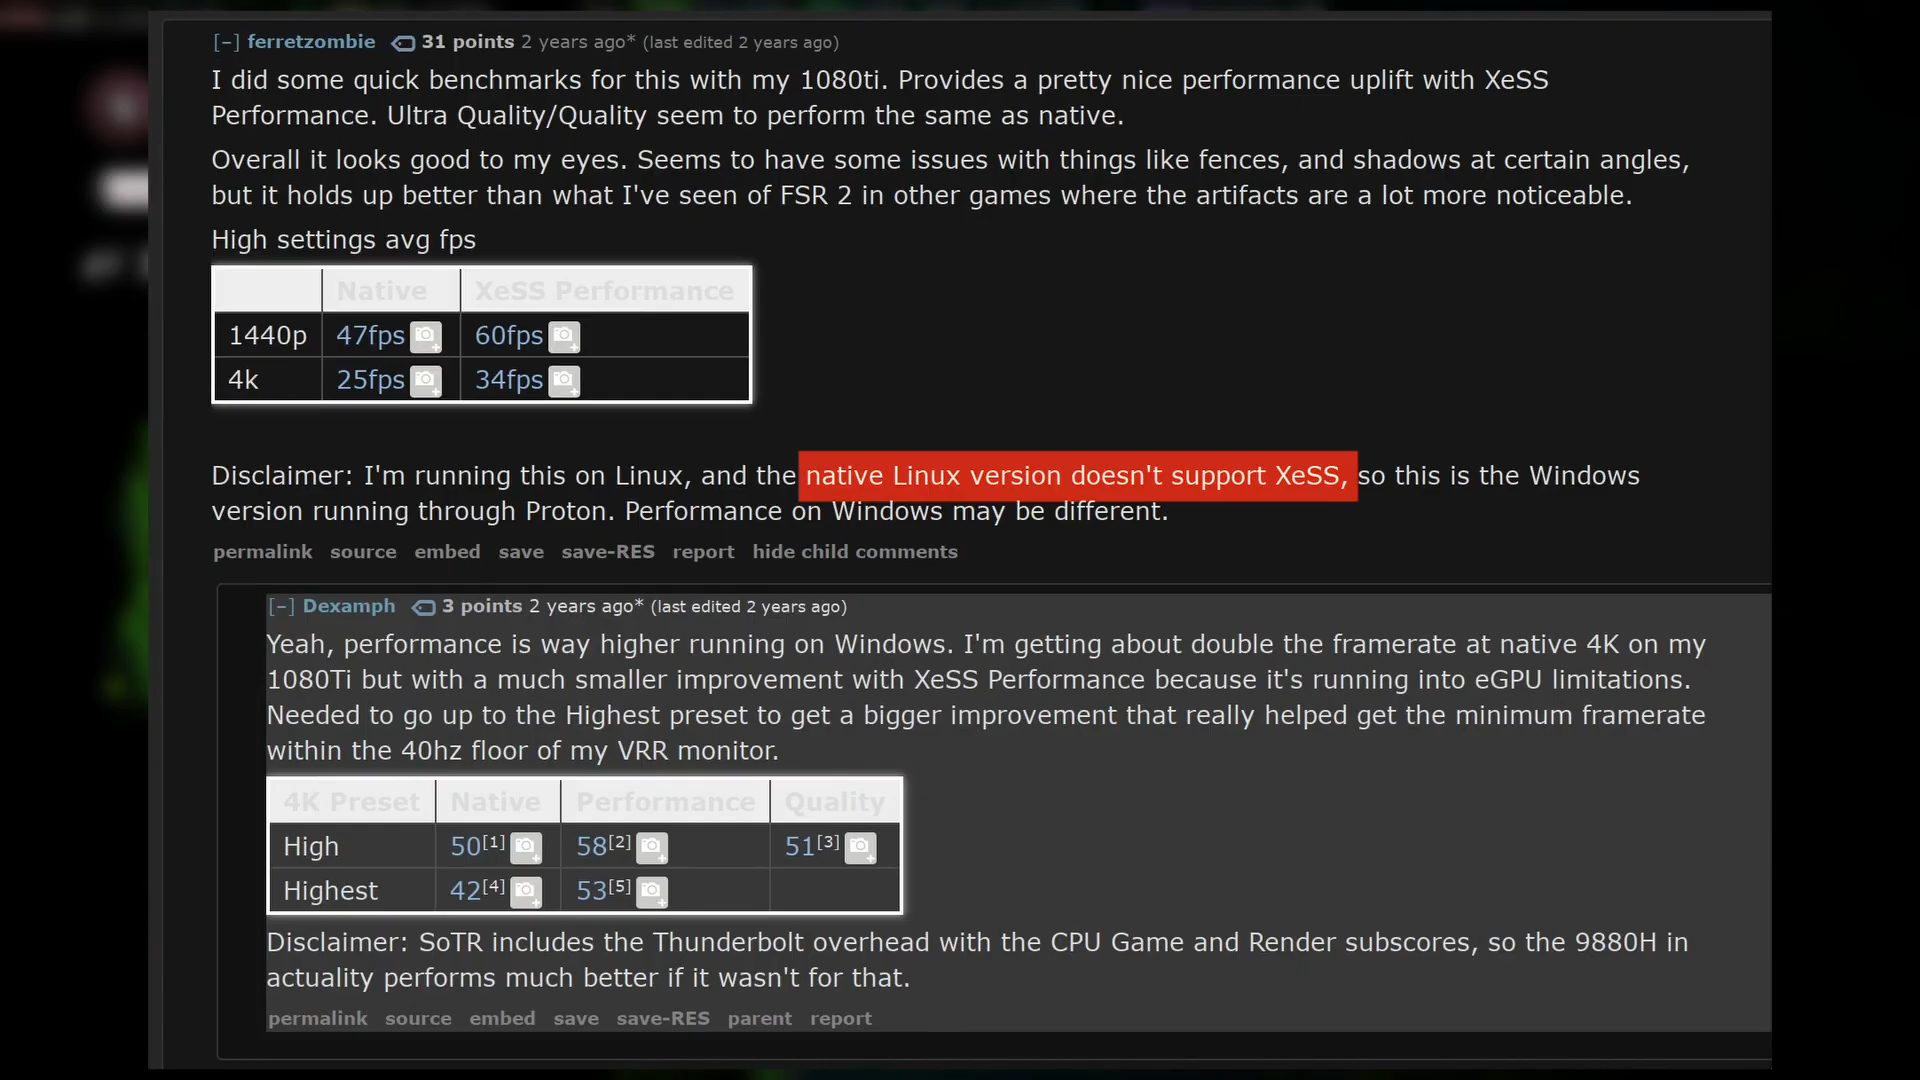 [−] ferretzombie 31 points 2 years ago* (last edited 2 years ago)
I did some quick benchmarks for this with my 1080ti. Provides a pretty nice performance uplift with XeSS
Performance. Ultra Quality/Quality seem to perform the same as native.
Overall it looks good to my eyes. Seems to have some issues with things like fences, and shadows at certain angles,
but it holds up better than what I've seen of FSR 2 in other games where the artifacts are a lot more noticeable.
High settings avg fps
Native XeSS Performance
1440p 47fps 60fps
4k 25fps 34fps
Disclaimer: I'm running this on Linux, and the native Linux version doesn't support XeSS, so this is the Windows
version running through Proton. Performance on Windows may be different.
permalink source embed save save-RES report hide child comments
[−] Dexamph 3 points 2 years ago* (last edited 2 years ago)
Yeah, performance is way higher running on Windows. I'm getting about double the framerate at native 4K on my
1080Ti but with a much smaller improvement with XeSS Performance because it's running into eGPU limitations.
Needed to go up to the Highest preset to get a bigger improvement that really helped get the minimum framerate
within the 40hz floor of my VRR monitor.
4K Preset Native Performance Quality
High 50[1] 58[2] 51[3]
Highest 42[4] 53[5]
Disclaimer: SoTR includes the Thunderbolt overhead with the CPU Game and Render subscores, so the 9880H in
actuality performs much better if it wasn't for that.
permalink source embed save save-RES parent report